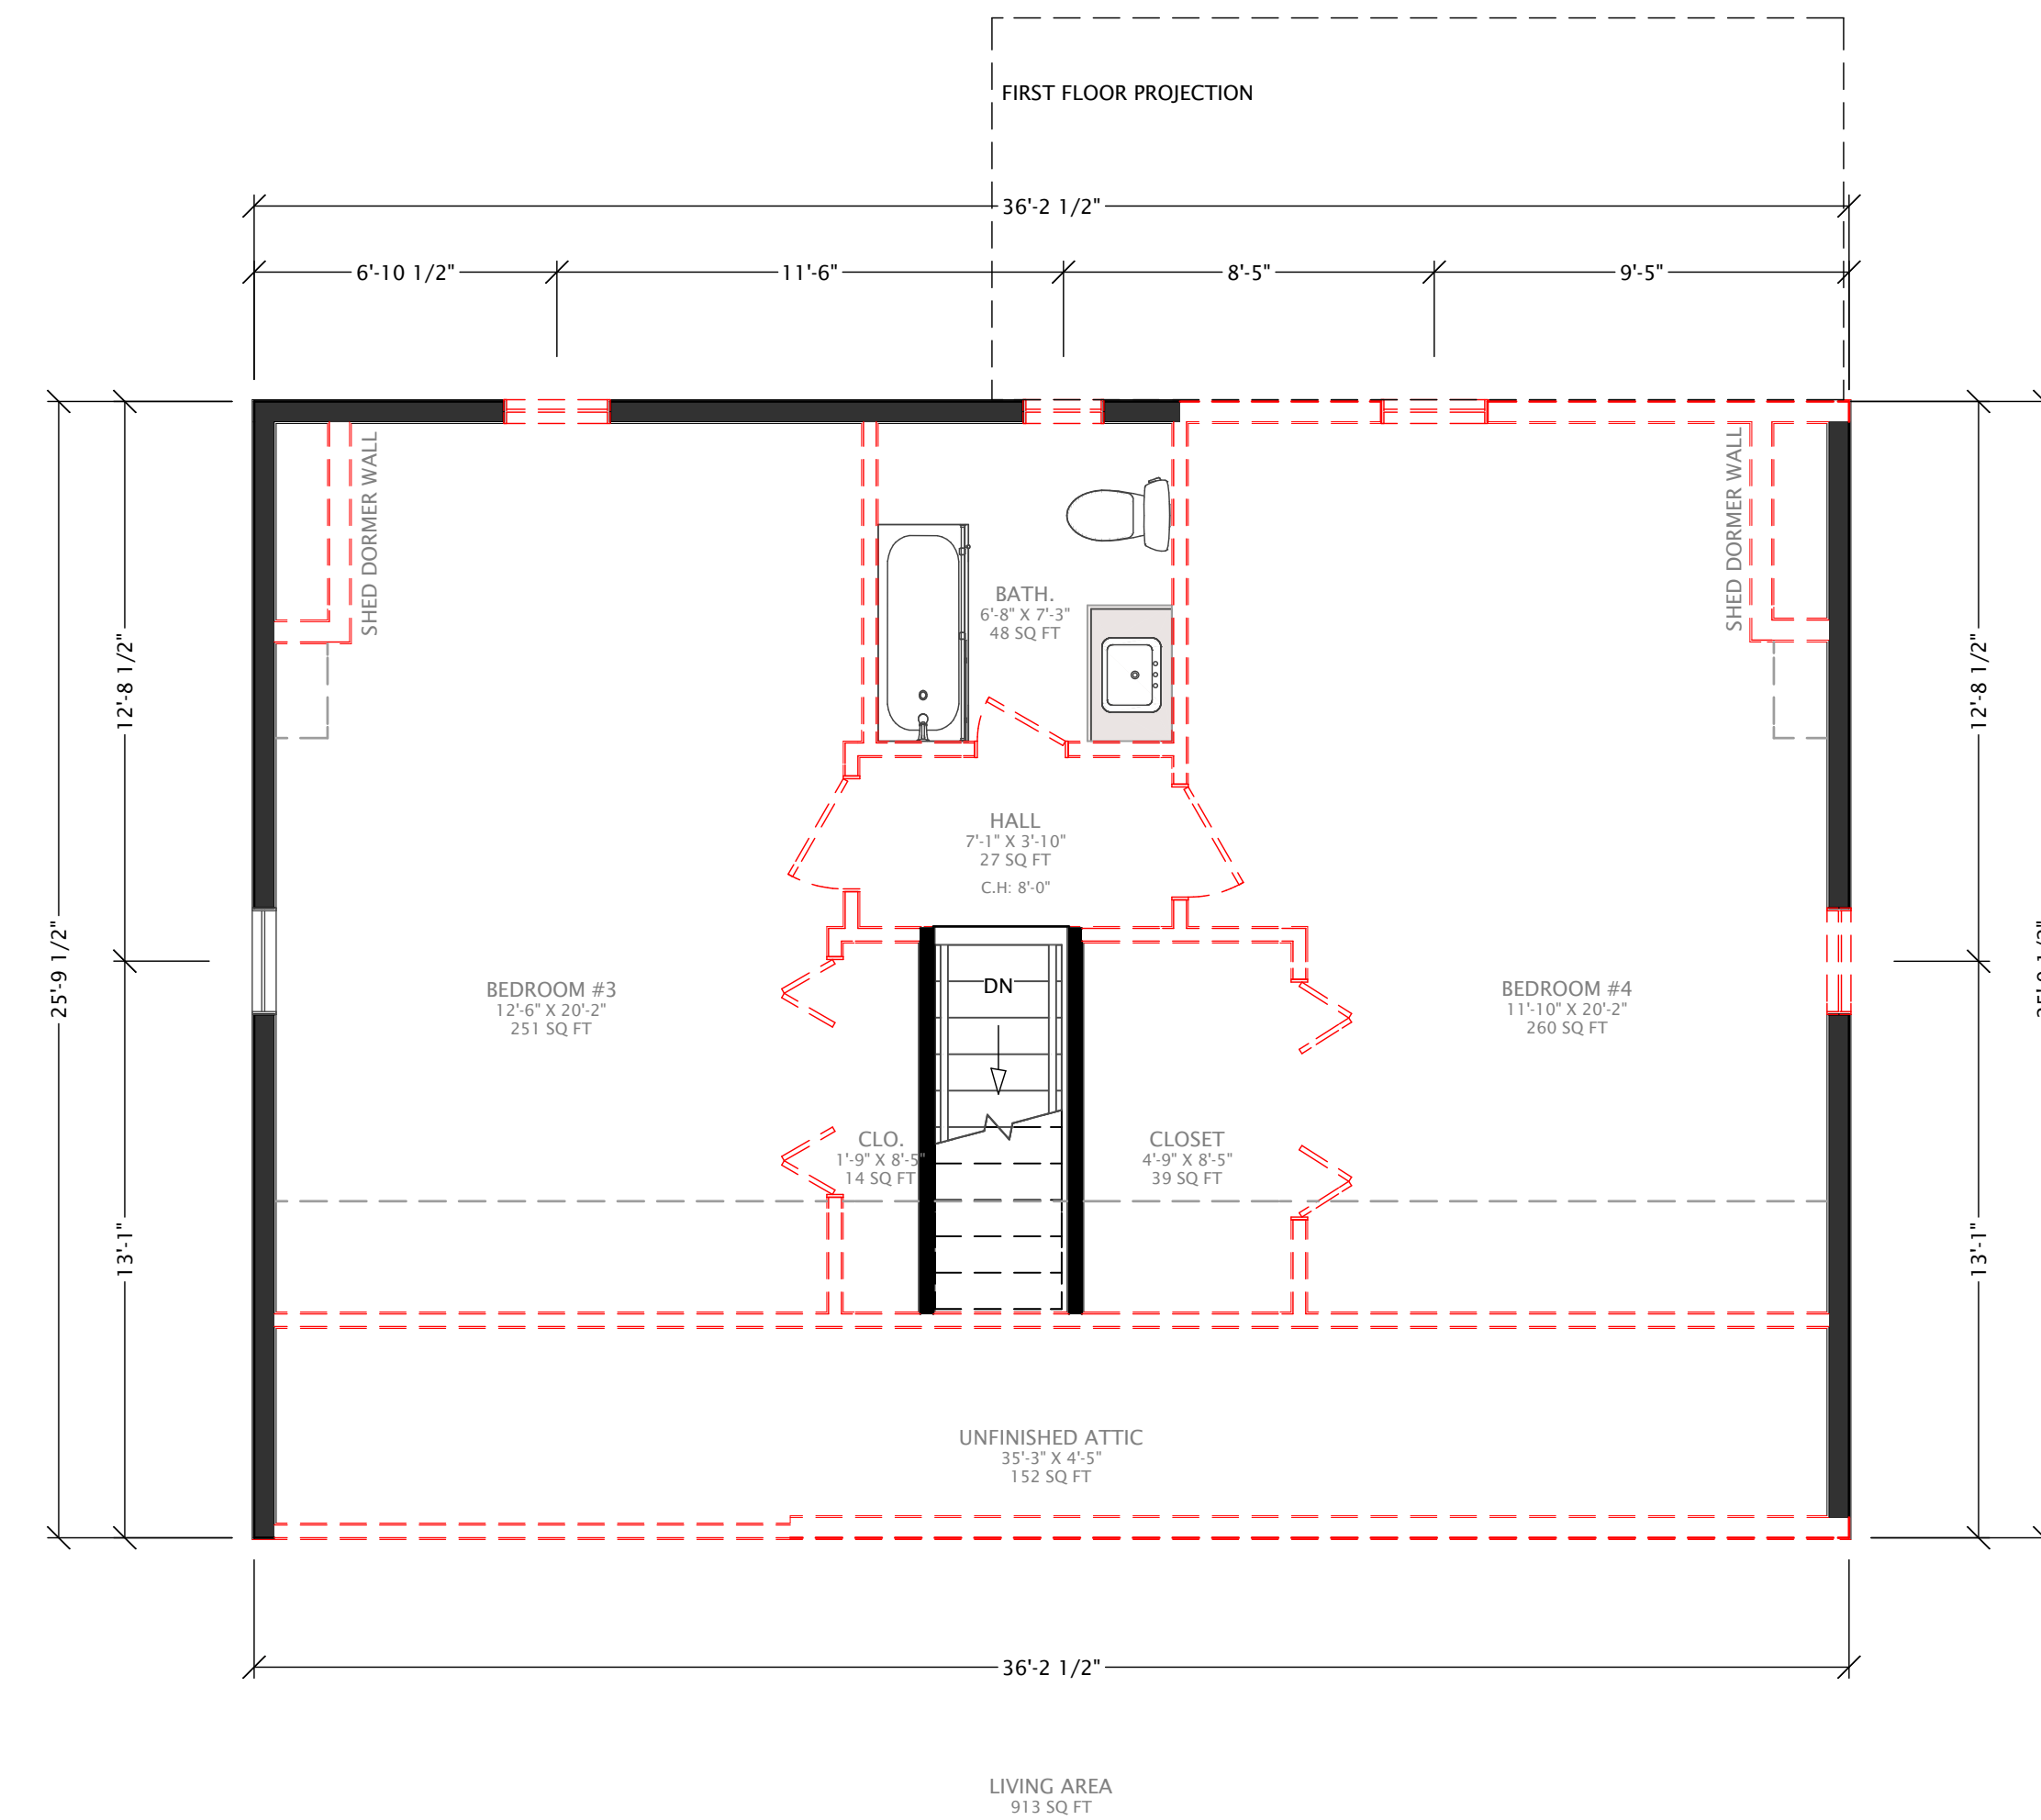 FIRST FLOOR PROJECTION
36'-2 1/2"
6'-10 1/2"
11'-6"
8'-5"
9'-5"
SHED DORMER WALL
SHED DORMER WALL
BATH.
6'-8" X 7'-3"
48 SQ FT
12'-8 1/2"
12'-8 1/2"
HALL
7'-1" X 3'-10"
27 SQ FT
C.H: 8'-0"
25'-9 1/2"
BEDROOM #3
12'-6" X 20'-2"
251 SQ FT
DN
BEDROOM #4
11'-10" X 20'-2"
260 SQ FT
CLO.
1'-9" X 8'-5"
14 SQ FT
CLOSET
4'-9" X 8'-5"
39 SQ FT
13'-1"
13'-1"
UNFINISHED ATTIC
35'-3" X 4'-5"
152 SQ FT
36'-2 1/2"
LIVING AREA
913 SQ FT